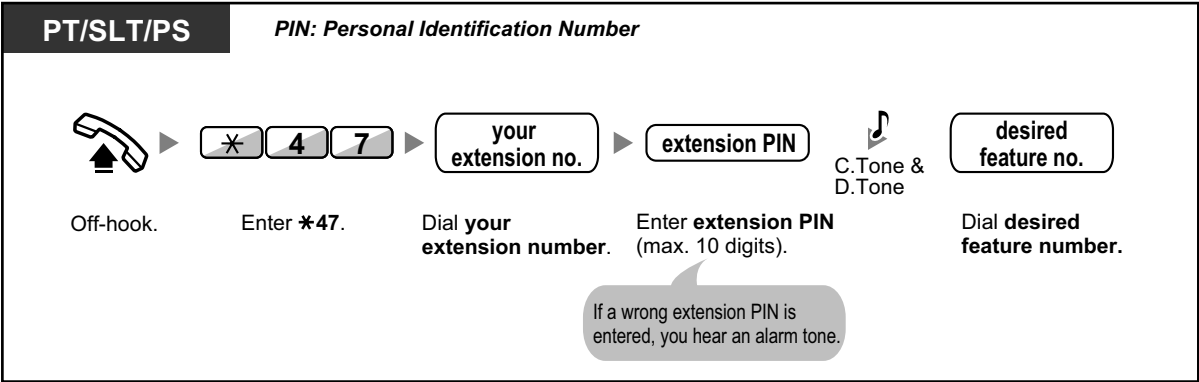 PT/SLT/PS
PIN: Personal Identification Number
* 4 7
your
extension no.
extension PIN
C.Tone &
D.Tone
desired
feature no.
Off-hook.
Enter *47.
Dial your
extension number.
Enter extension PIN
(max. 10 digits).
Dial desired
feature number.
If a wrong extension PIN is
entered, you hear an alarm tone.